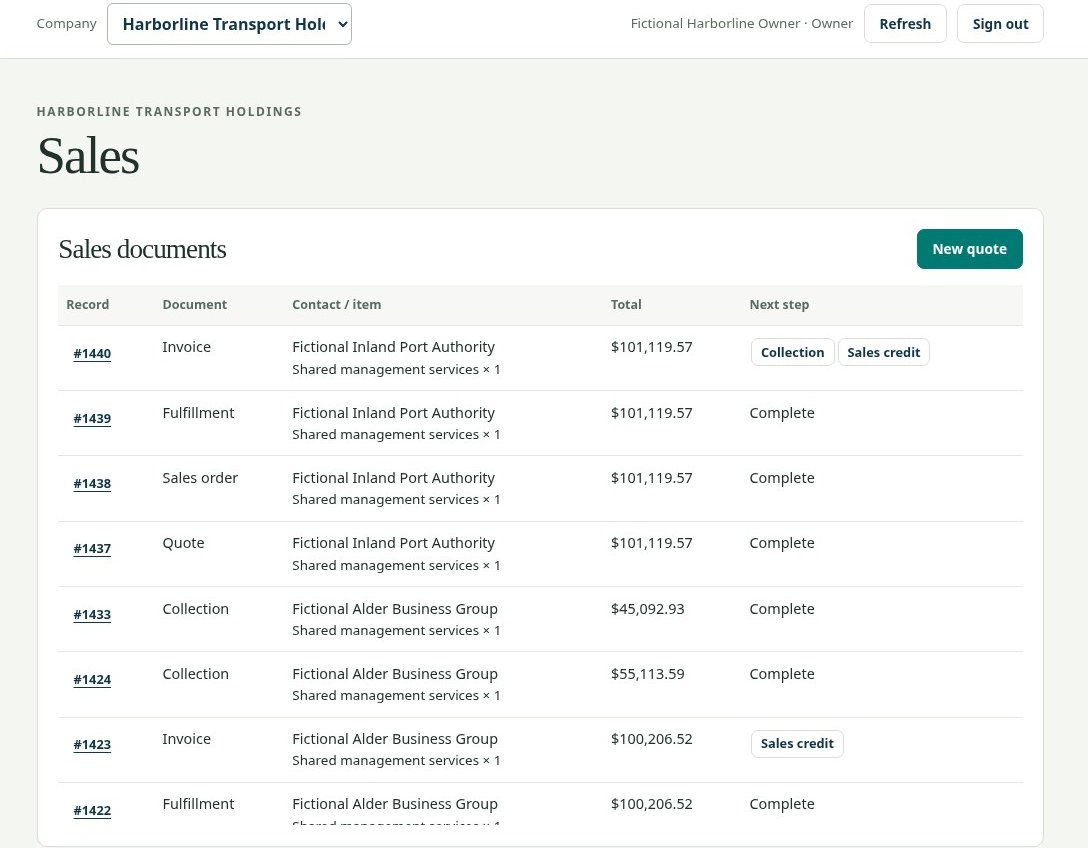 Company Harborline Transport Hol Fictional Harborline Owner · Owner Refresh Sign out
HARBORLINE TRANSPORT HOLDINGS
Sales
Sales documents New quote
Record Document Contact / item Total Next step
#1440 Invoice Fictional Inland Port Authority $101,119.57 Collection Sales credit
Shared management services × 1
#1439 Fulfillment Fictional Inland Port Authority $101,119.57 Complete
Shared management services × 1
#1438 Sales order Fictional Inland Port Authority $101,119.57 Complete
Shared management services × 1
#1437 Quote Fictional Inland Port Authority $101,119.57 Complete
Shared management services × 1
#1433 Collection Fictional Alder Business Group $45,092.93 Complete
Shared management services × 1
#1424 Collection Fictional Alder Business Group $55,113.59 Complete
Shared management services × 1
#1423 Invoice Fictional Alder Business Group $100,206.52 Sales credit
Shared management services × 1
#1422 Fulfillment Fictional Alder Business Group $100,206.52 Complete